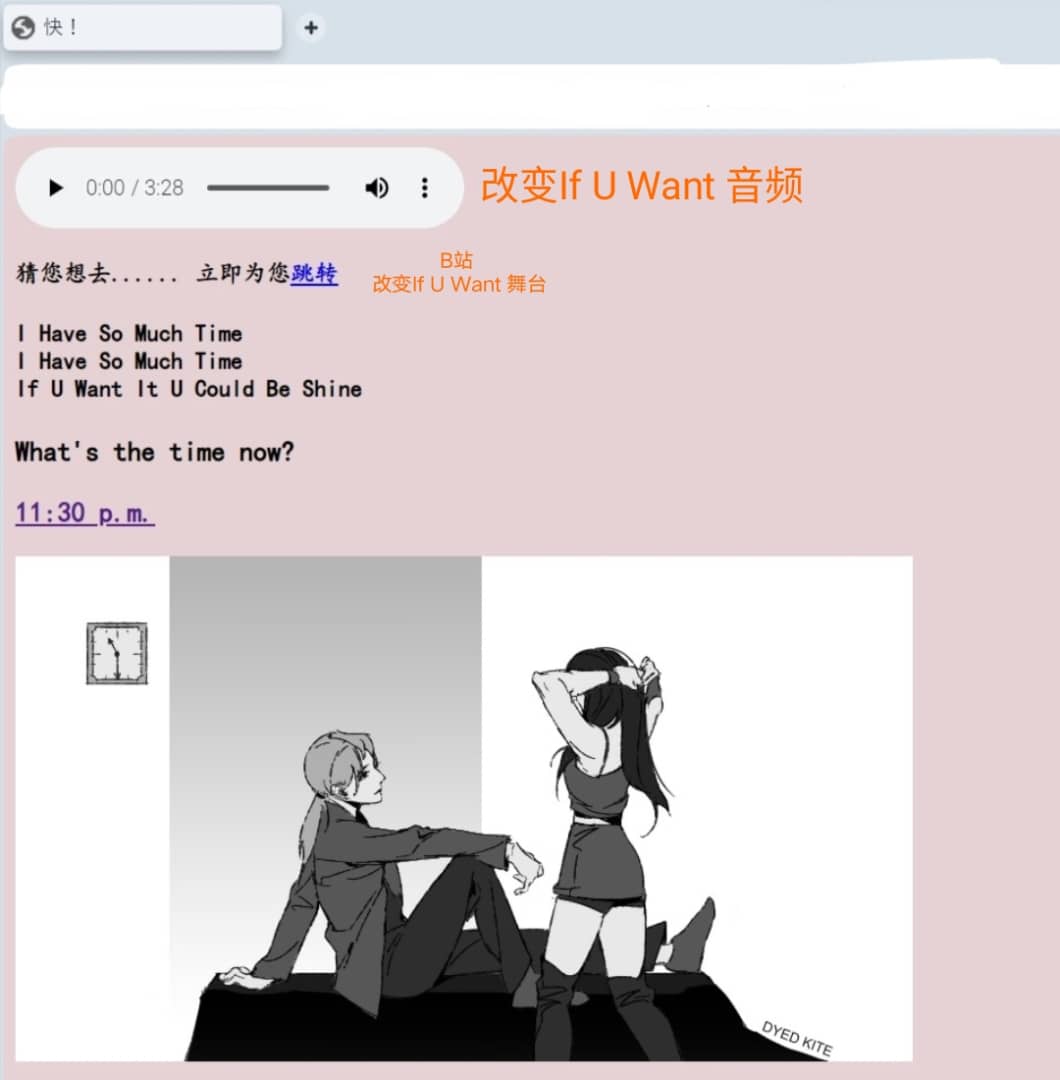 快！
+
0:00 / 3:28
改变If U Want 音频
猜您想去...... 立即为您跳转
B站
改变If U Want 舞台
I Have So Much Time
I Have So Much Time
If U Want It U Could Be Shine
What's the time now?
11:30 p.m.
DYED KITE